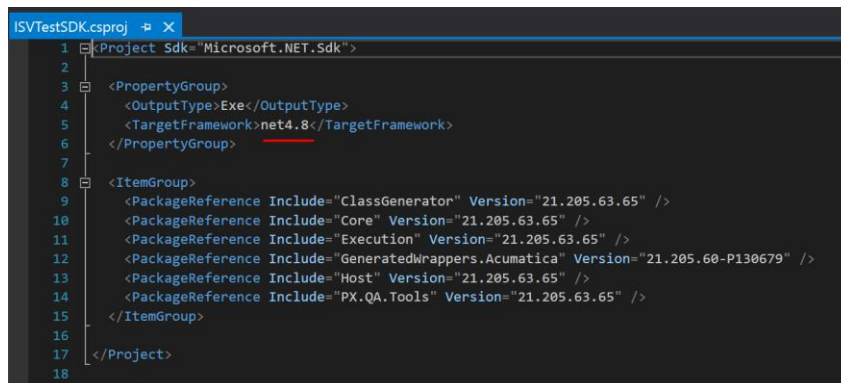 ISVTestSDK.csproj
1 <Project Sdk="Microsoft.NET.Sdk">
2
3 <PropertyGroup>
4 <OutputType>Exe</OutputType>
5 <TargetFramework>net4.8</TargetFramework>
6 </PropertyGroup>
7
8 <ItemGroup>
9 <PackageReference Include="ClassGenerator" Version="21.205.63.65" />
10 <PackageReference Include="Core" Version="21.205.63.65" />
11 <PackageReference Include="Execution" Version="21.205.63.65" />
12 <PackageReference Include="GeneratedWrappers.Acumatica" Version="21.205.60-P130679" />
13 <PackageReference Include="Host" Version="21.205.63.65" />
14 <PackageReference Include="PX.QA.Tools" Version="21.205.63.65" />
15 </ItemGroup>
16
17 </Project>
18